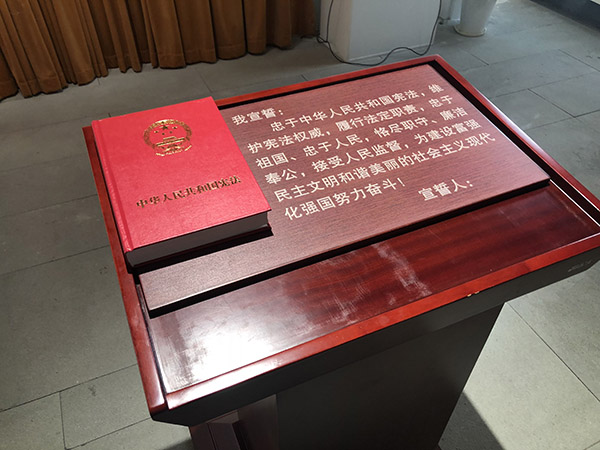 中华人民共和国宪法
我宣誓：
忠于中华人民共和国宪法，维
护宪法权威，履行法定职责，忠于
祖国、忠于人民，恪尽职守、廉洁
奉公，接受人民监督，为建设富强
民主文明和谐美丽的社会主义现代
化强国努力奋斗！ 宣誓人：